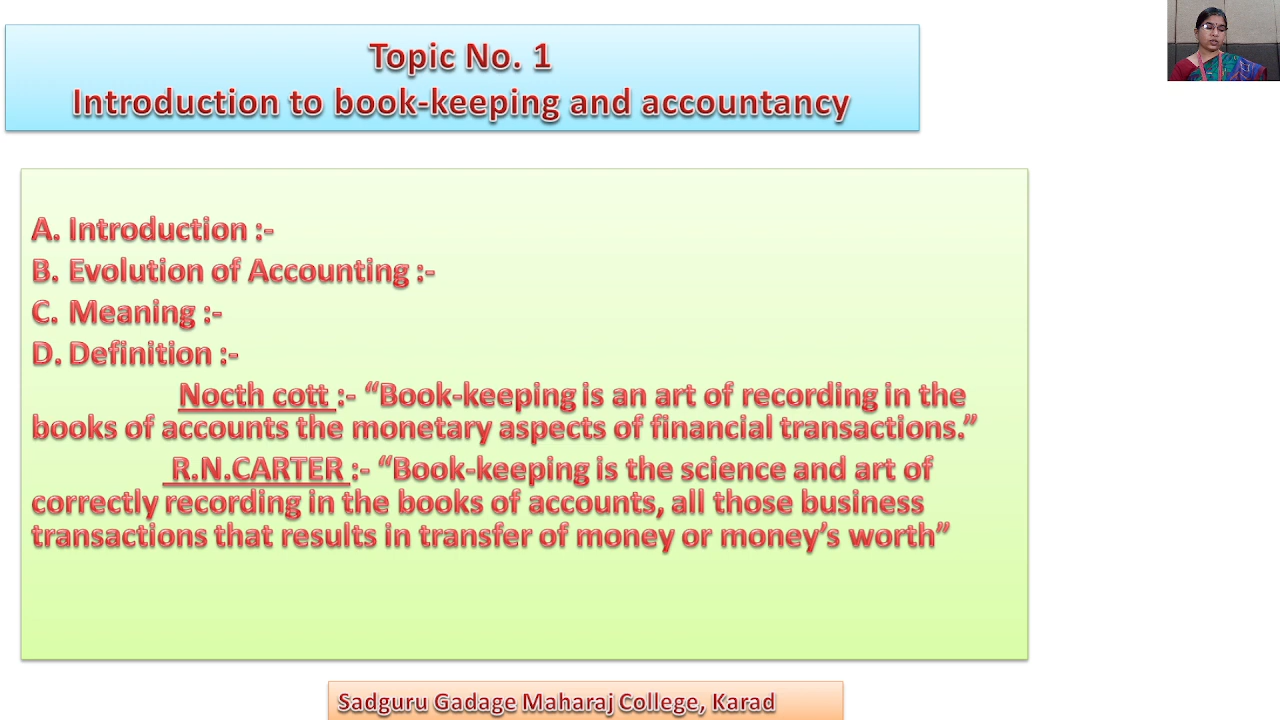 Topic No. 1
Introduction to book-keeping and accountancy
A. Introduction :-
B. Evolution of Accounting :-
C. Meaning :-
D. Definition :-
Nocth cott :- “Book-keeping is an art of recording in the
books of accounts the monetary aspects of financial transactions.”
R.N.CARTER :- “Book-keeping is the science and art of
correctly recording in the books of accounts, all those business
transactions that results in transfer of money or money’s worth”
Sadguru Gadage Maharaj College, Karad